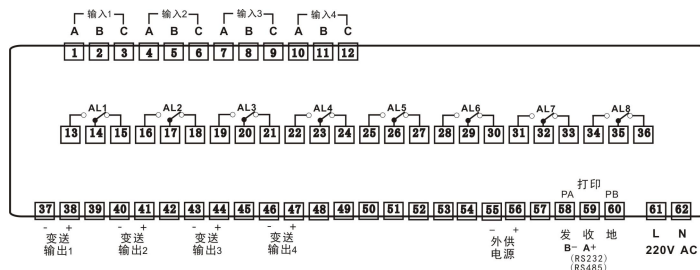 输入1 输入2 输入3 输入4
A B C A B C A B C A B C
1 2 3 4 5 6 7 8 9 10 11 12
AL1 AL2 AL3 AL4 AL5 AL6 AL7 AL8
13 14 15 16 17 18 19 20 21 22 23 24 25 26 27 28 29 30 31 32 33 34 35 36
打印
PA PB
37 38 39 40 41 42 43 44 45 46 47 48 49 50 51 52 53 54 55 56 57 58 59 60 61 62
- + - + - + - + - + 发 收 地 L N
变送 变送 变送 变送 外供 B- A+ 220V AC
输出1 输出2 输出3 输出4 电源 (RS232)
(RS485)